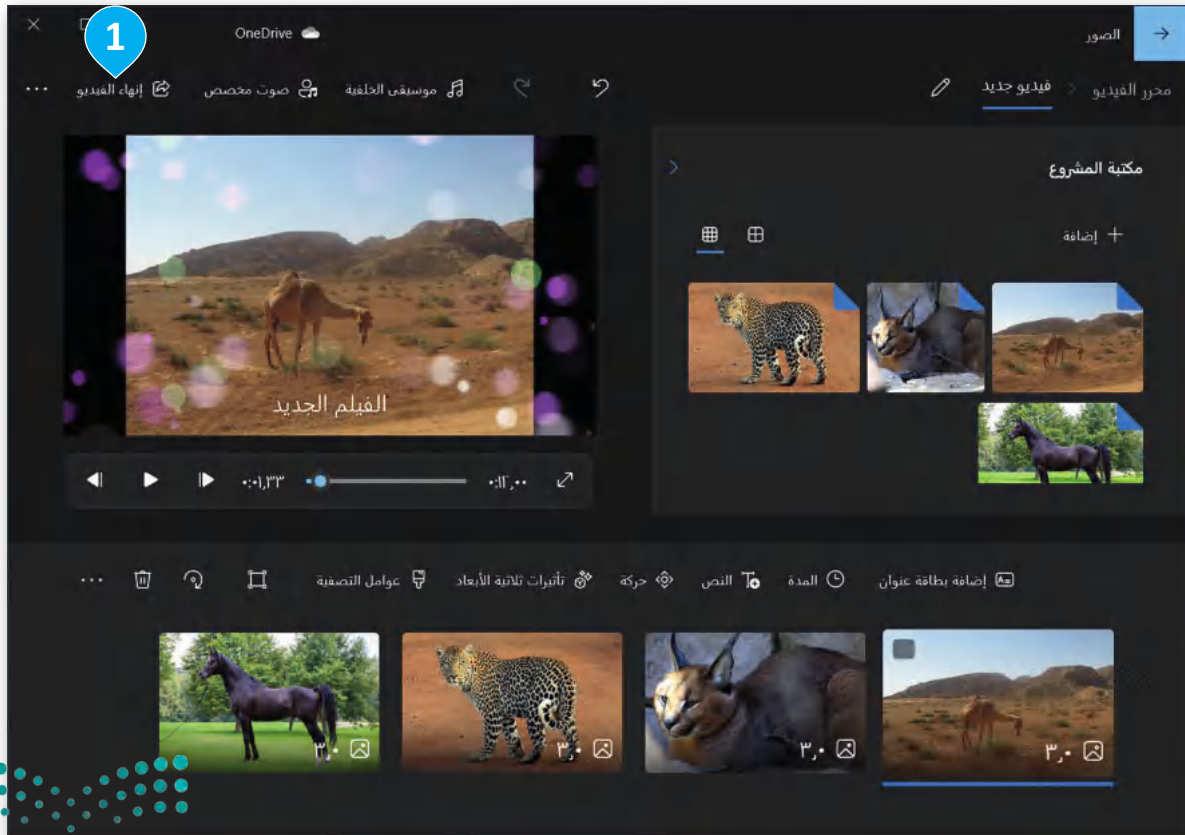 الصور
OneDrive
1
محرر الفيديو
فيديو جديد
موسيقى الخلفية
صوت مخصص
إنهاء الفيديو
مكتبة المشروع
إضافة
الفيلم الجديد
٠:٠١,٣٣
٠:١٢,٠٠
إضافة بطاقة عنوان
المدة
النص
حركة
تأثيرات ثلاثية الأبعاد
عوامل التصفية
٣,٠
٣,٠
٣,٠
٣,٠